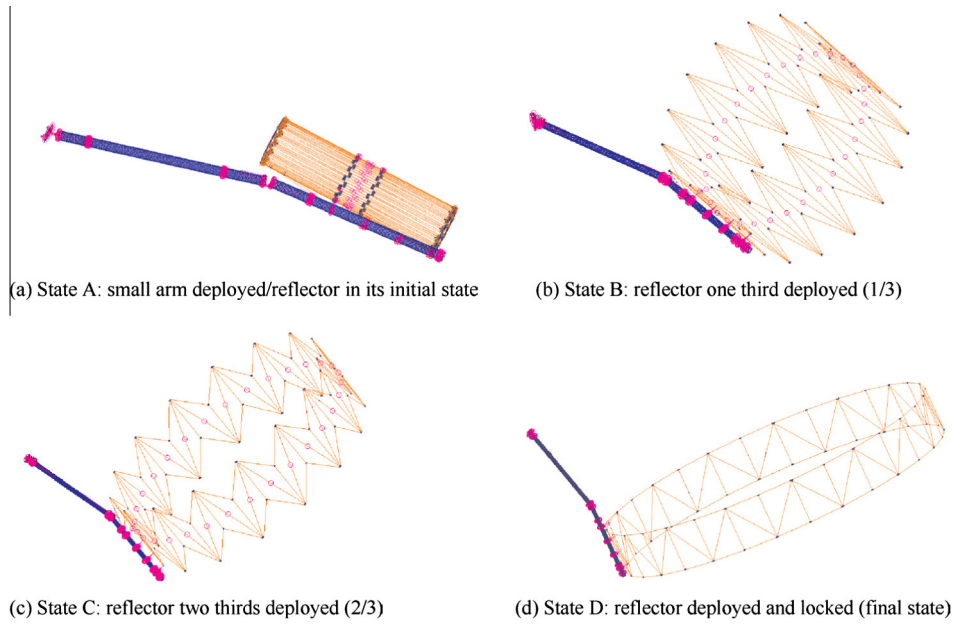 (a) State A: small arm deployed/reflector in its initial state
(b) State B: reflector one third deployed (1/3)
(c) State C: reflector two thirds deployed (2/3)
(d) State D: reflector deployed and locked (final state)